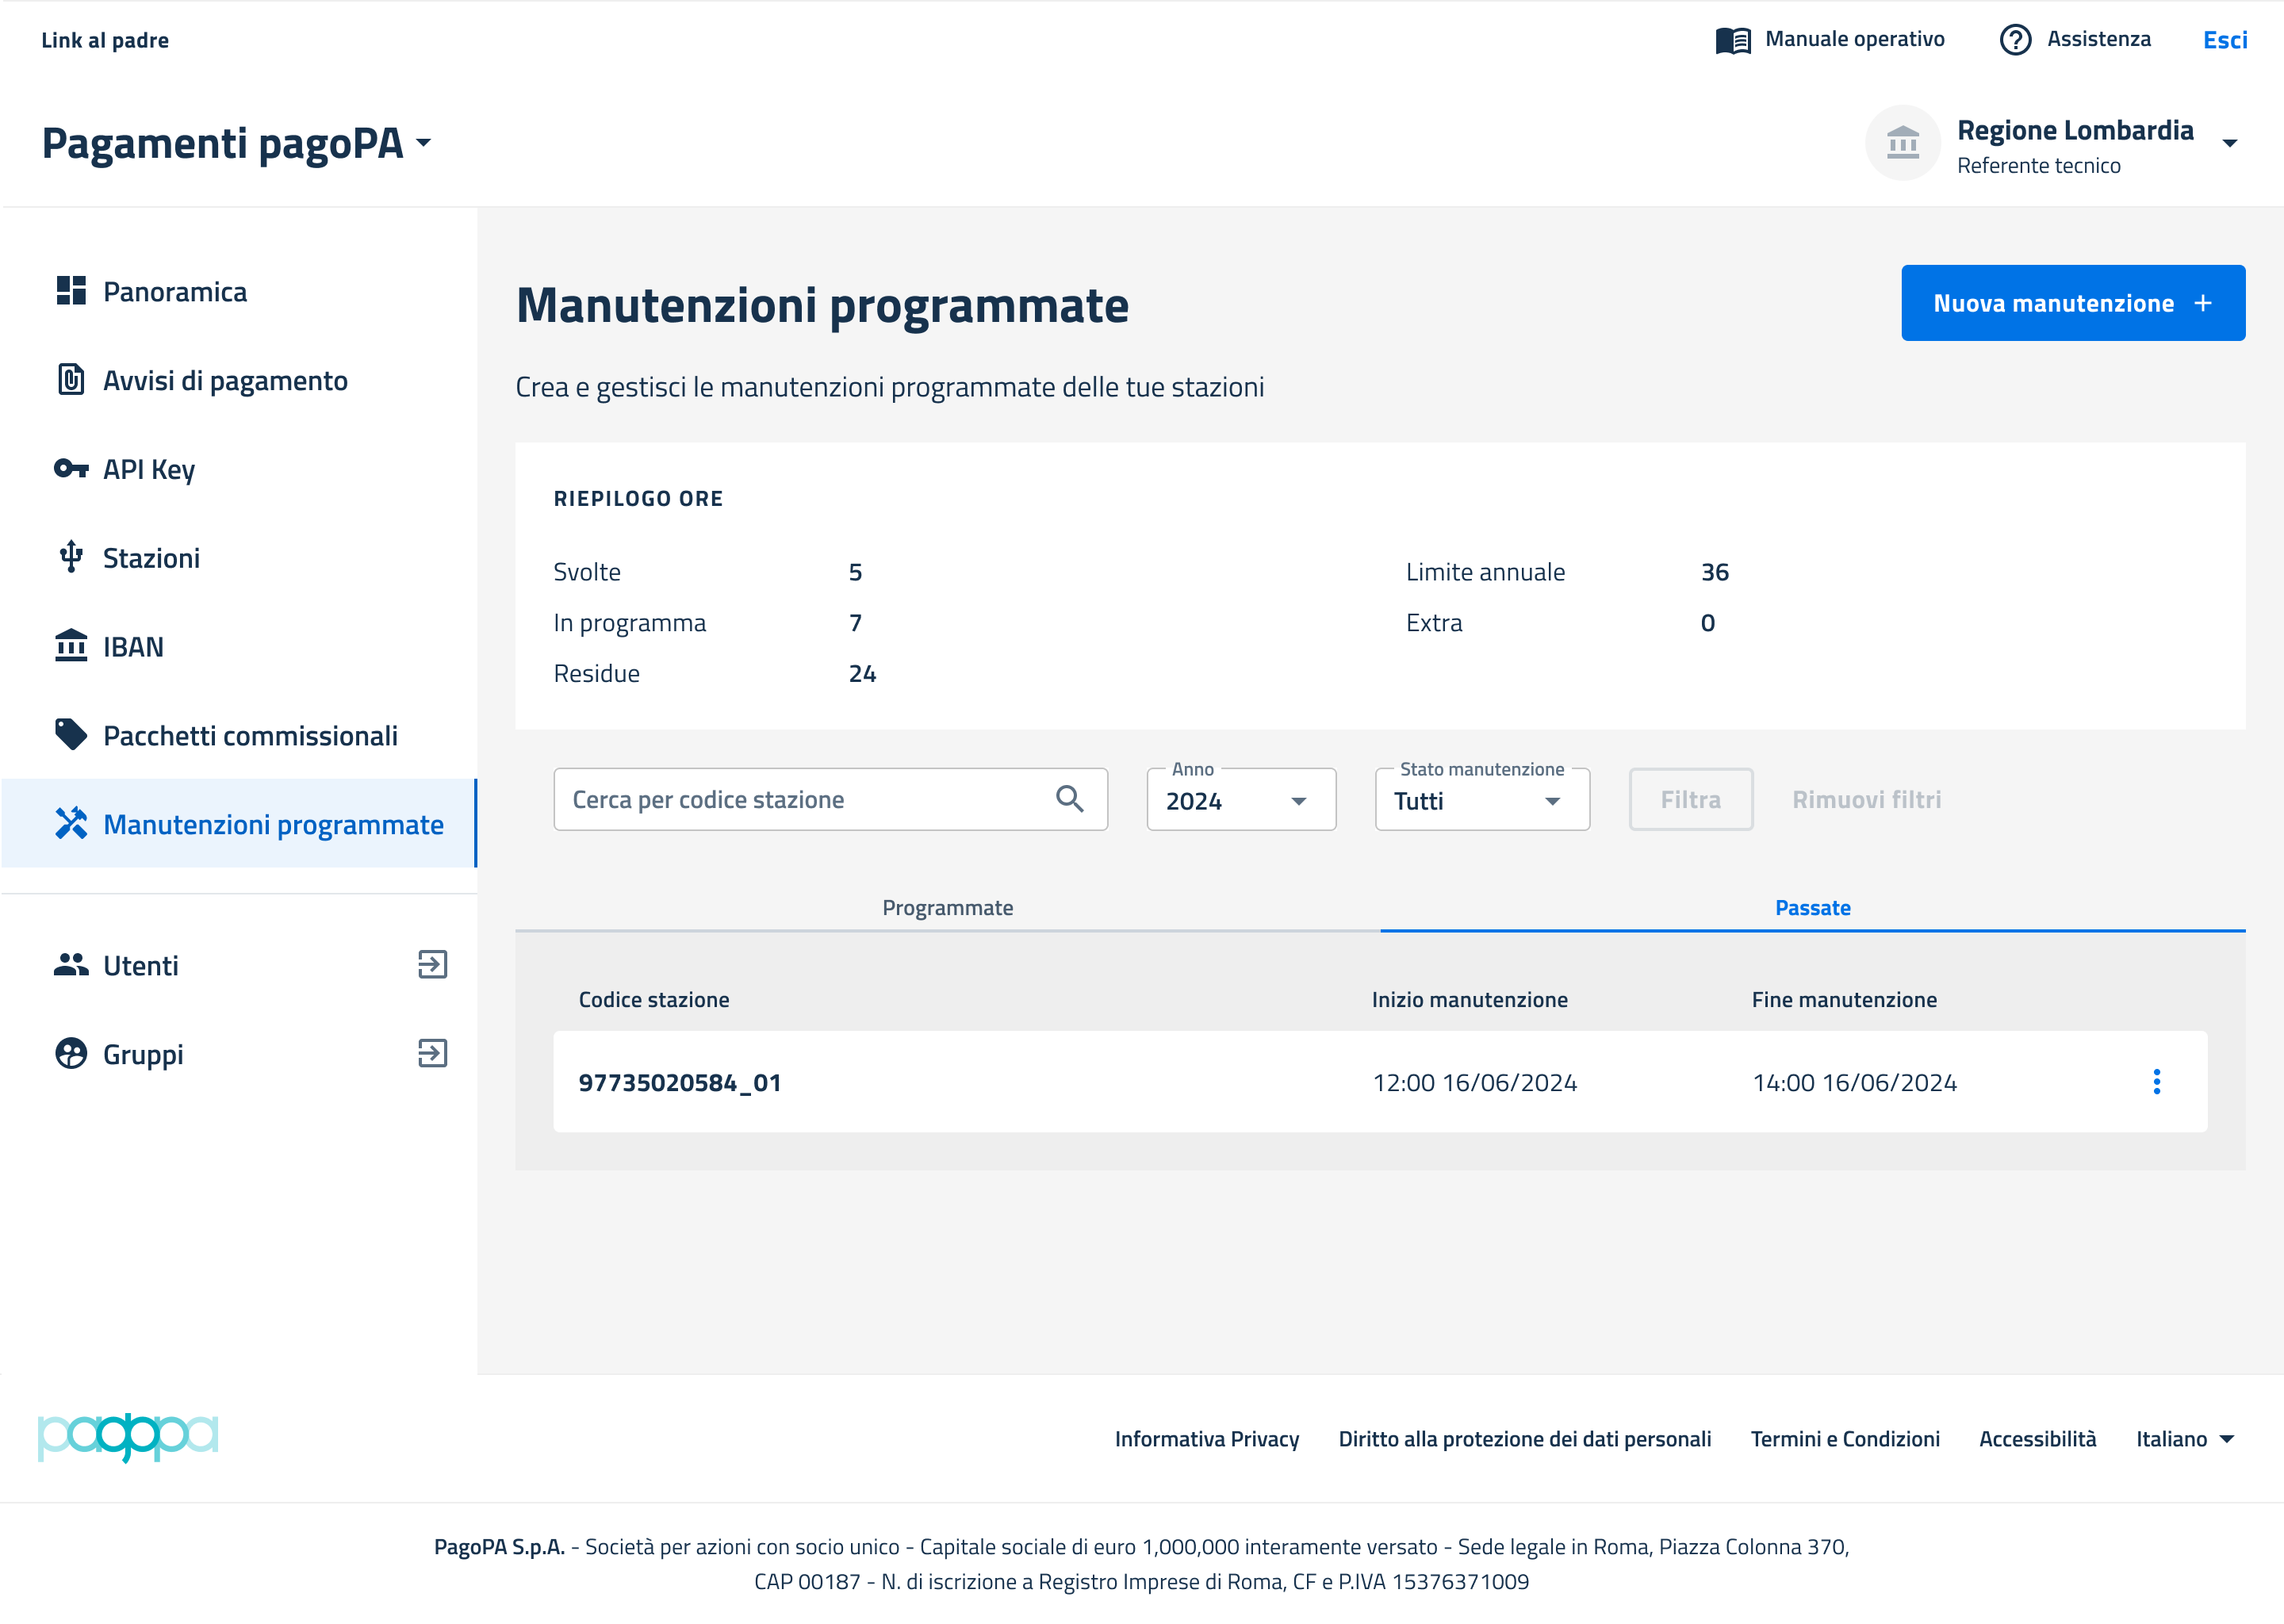 Link al padre
Manuale operativo
Assistenza
Esci
Pagamenti pagoPA
Regione Lombardia
Referente tecnico
Panoramica
Avvisi di pagamento
API Key
Stazioni
IBAN
Pacchetti commissionali
Manutenzioni programmate
Utenti
Gruppi
Manutenzioni programmate
Nuova manutenzione +
Crea e gestisci le manutenzioni programmate delle tue stazioni
RIEPILOGO ORE
Svolte 5
In programma 7
Residue 24
Limite annuale 36
Extra 0
Cerca per codice stazione
Anno
2024
Stato manutenzione
Tutti
Filtra
Rimuovi filtri
Programmate
Passate
Codice stazione Inizio manutenzione Fine manutenzione
97735020584_01 12:00 16/06/2024 14:00 16/06/2024
pagopa
Informativa Privacy
Diritto alla protezione dei dati personali
Termini e Condizioni
Accessibilità
Italiano
PagoPA S.p.A. - Società per azioni con socio unico - Capitale sociale di euro 1,000,000 interamente versato - Sede legale in Roma, Piazza Colonna 370,
CAP 00187 - N. di iscrizione a Registro Imprese di Roma, CF e P.IVA 15376371009